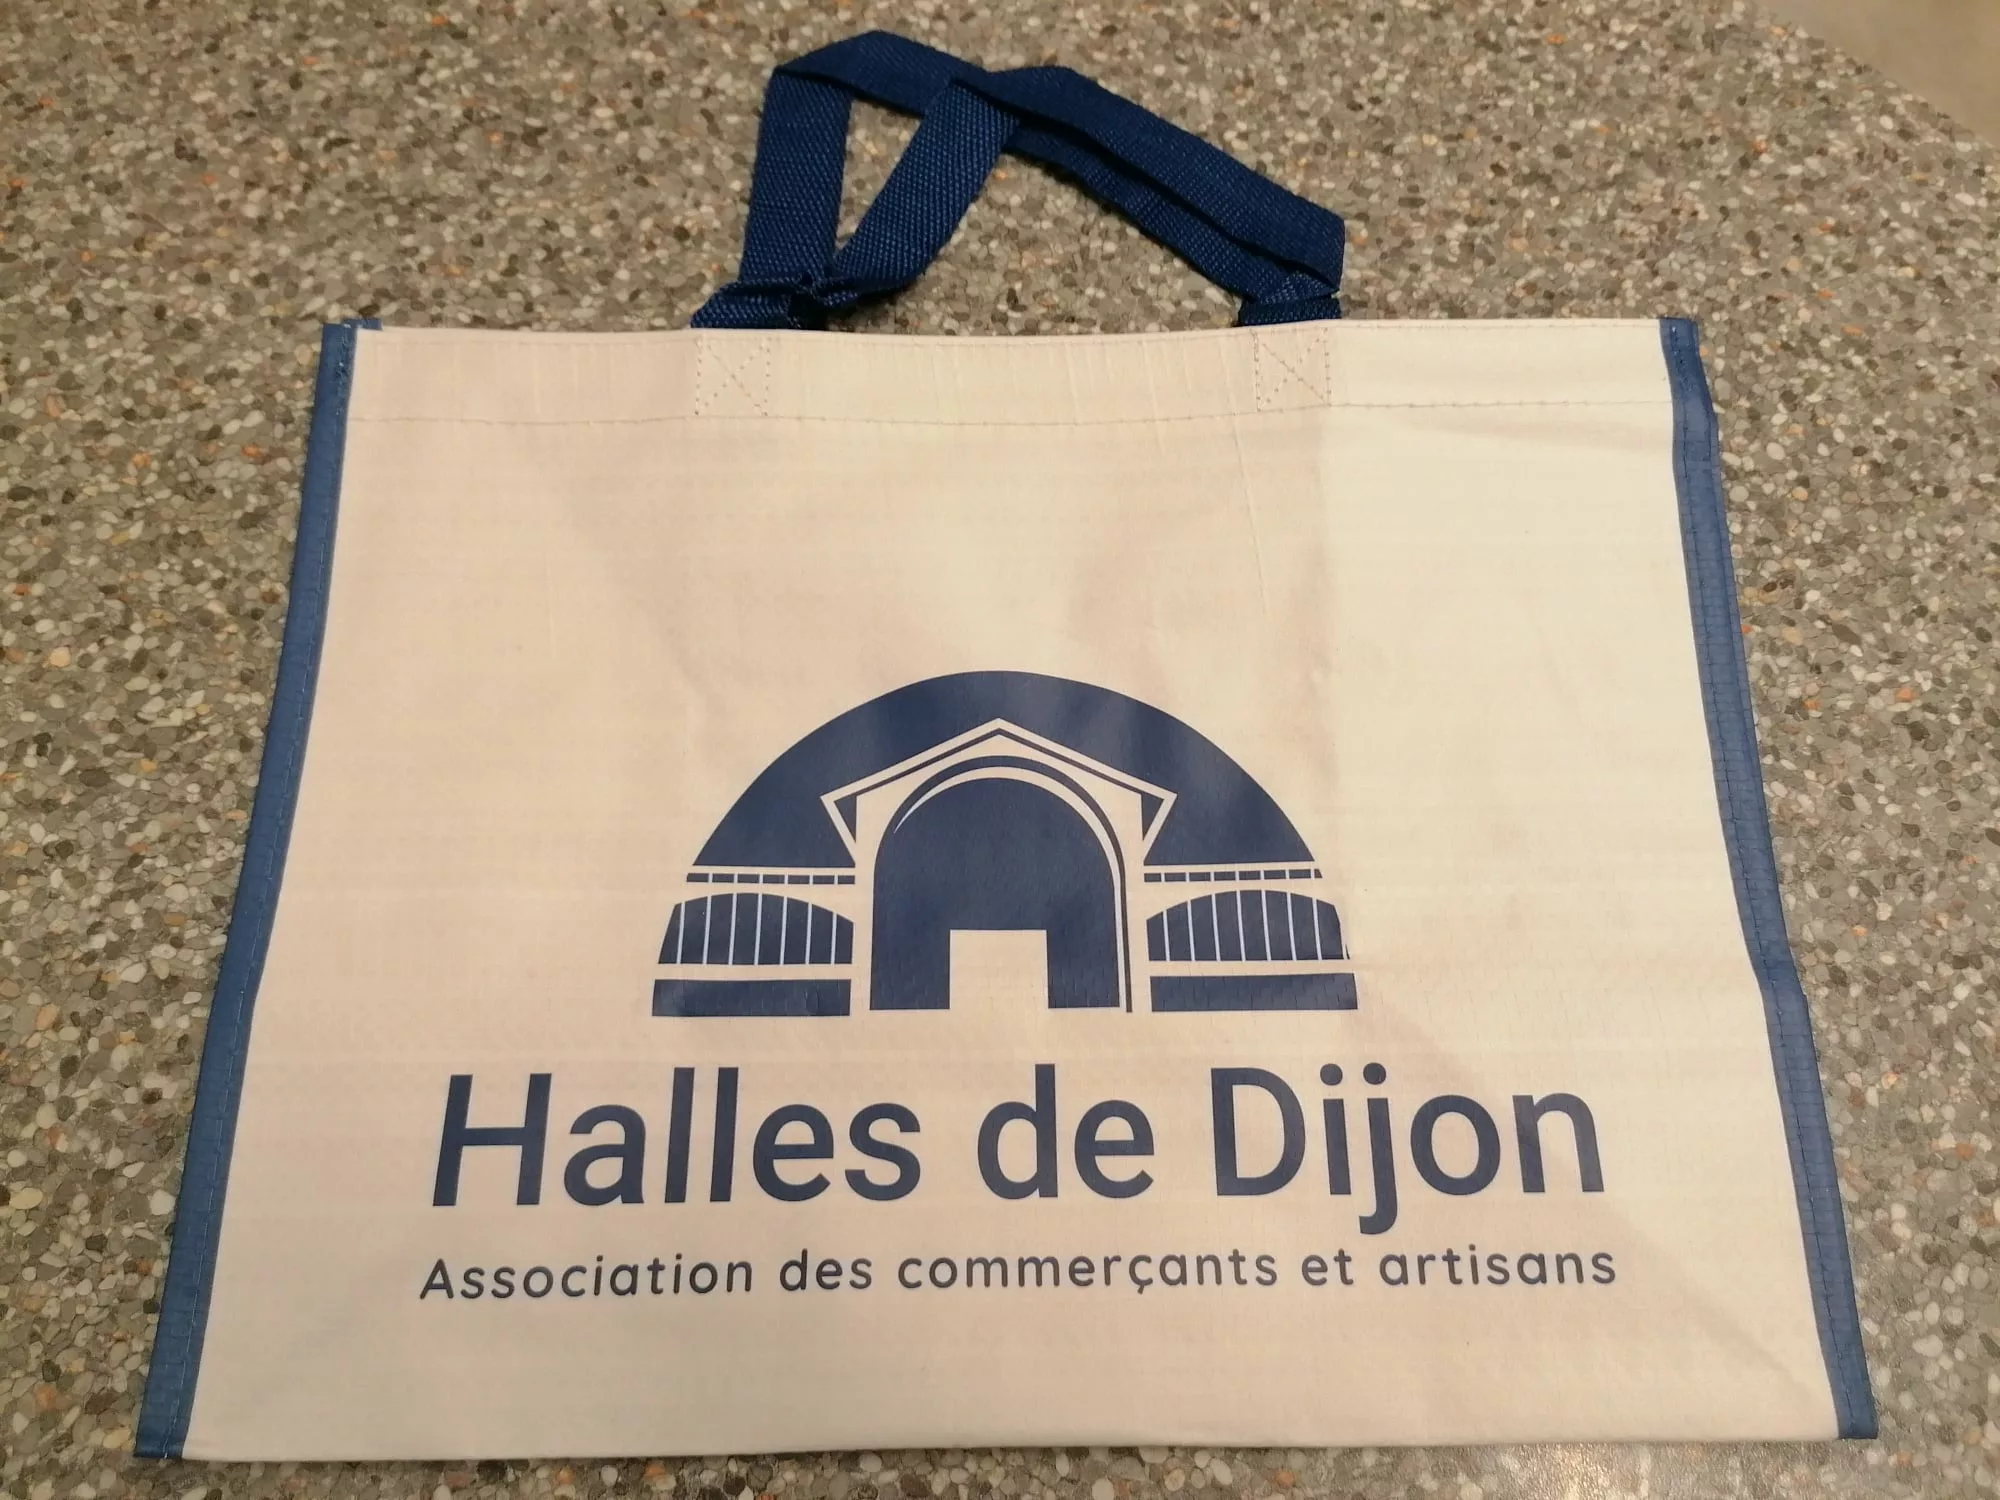 Halles de Dijon
Association des commerçants et artisans